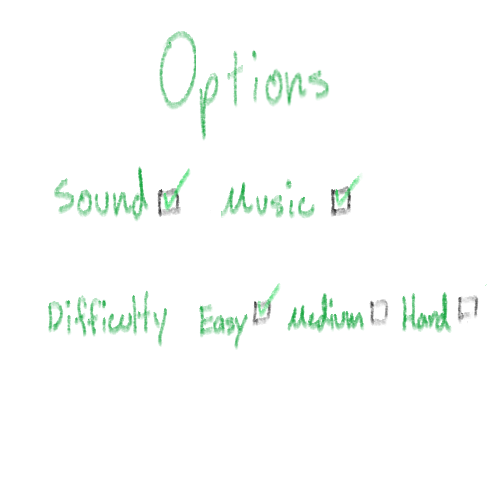 Options
Sound ☑ Music ☑
Difficulty Easy ☑ Medium ☐ Hard ☐